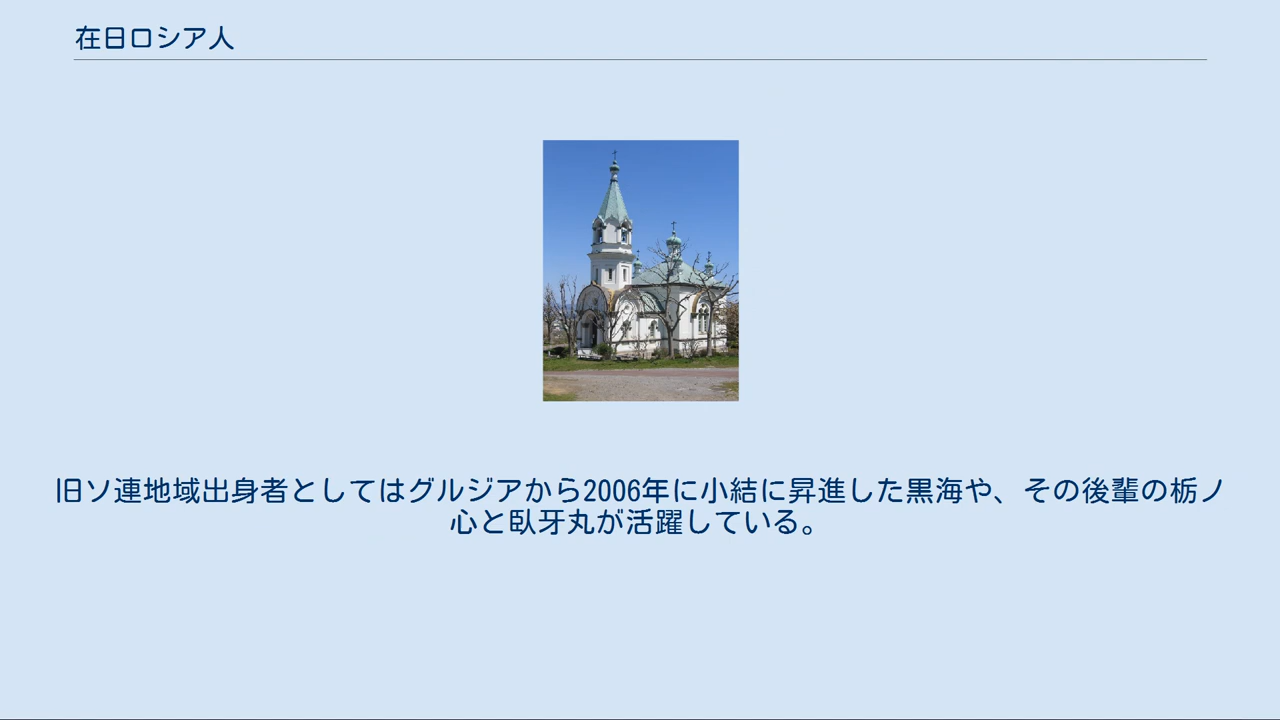 在日ロシア人
旧ソ連地域出身者としてはグルジアから2006年に小結に昇進した黒海や、その後輩の栃ノ
心と臥牙丸が活躍している。